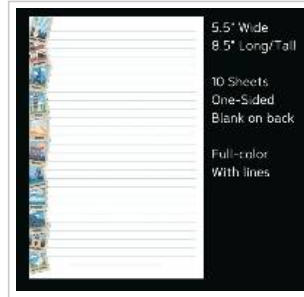 5.5" Wide
8.5" Long/Tall
10 Sheets
One-Sided
Blank on back
Full-color
With lines